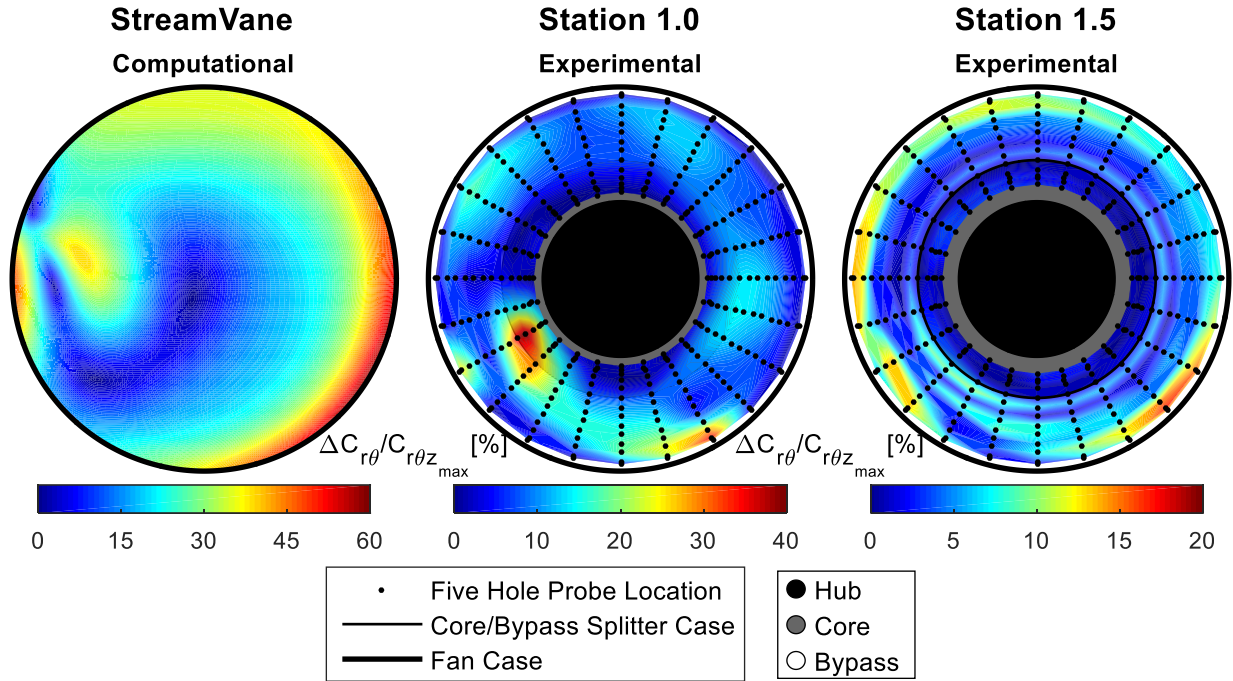 StreamVane
Computational
Station 1.0
Experimental
Station 1.5
Experimental
ΔC_rθ/C_rθz_max [%]
ΔC_rθ/C_rθz_max [%]
0 15 30 45 60
0 10 20 30 40
0 5 10 15 20
Five Hole Probe Location
Core/Bypass Splitter Case
Fan Case
Hub
Core
Bypass